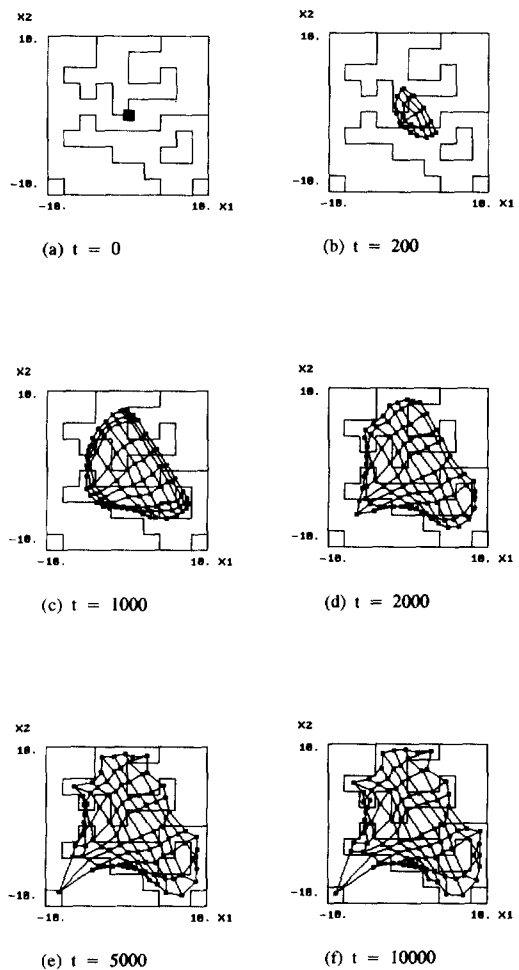 X2
10.
-10.
-10.
10. X1
(a) t = 0
X2
10.
-10.
-10.
10. X1
(b) t = 200
X2
10.
-10.
-10.
10. X1
(c) t = 1000
X2
10.
-10.
-10.
10. X1
(d) t = 2000
X2
10.
-10.
-10.
10. X1
(e) t = 5000
X2
10.
-10.
-10.
10. X1
(f) t = 10000